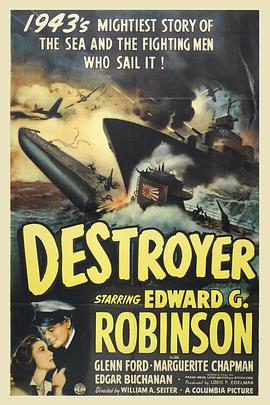 1943's MIGHTIEST STORY OF
THE SEA AND THE FIGHTING MEN
WHO SAIL IT!
DESTROYER
STARRING EDWARD G.
ROBINSON
with
GLENN FORD · MARGUERITE CHAPMAN
EDGAR BUCHANAN ·
Produced by LOUIS F. EDELMAN
Directed by WILLIAM A. SEITER · A COLUMBIA PICTURE